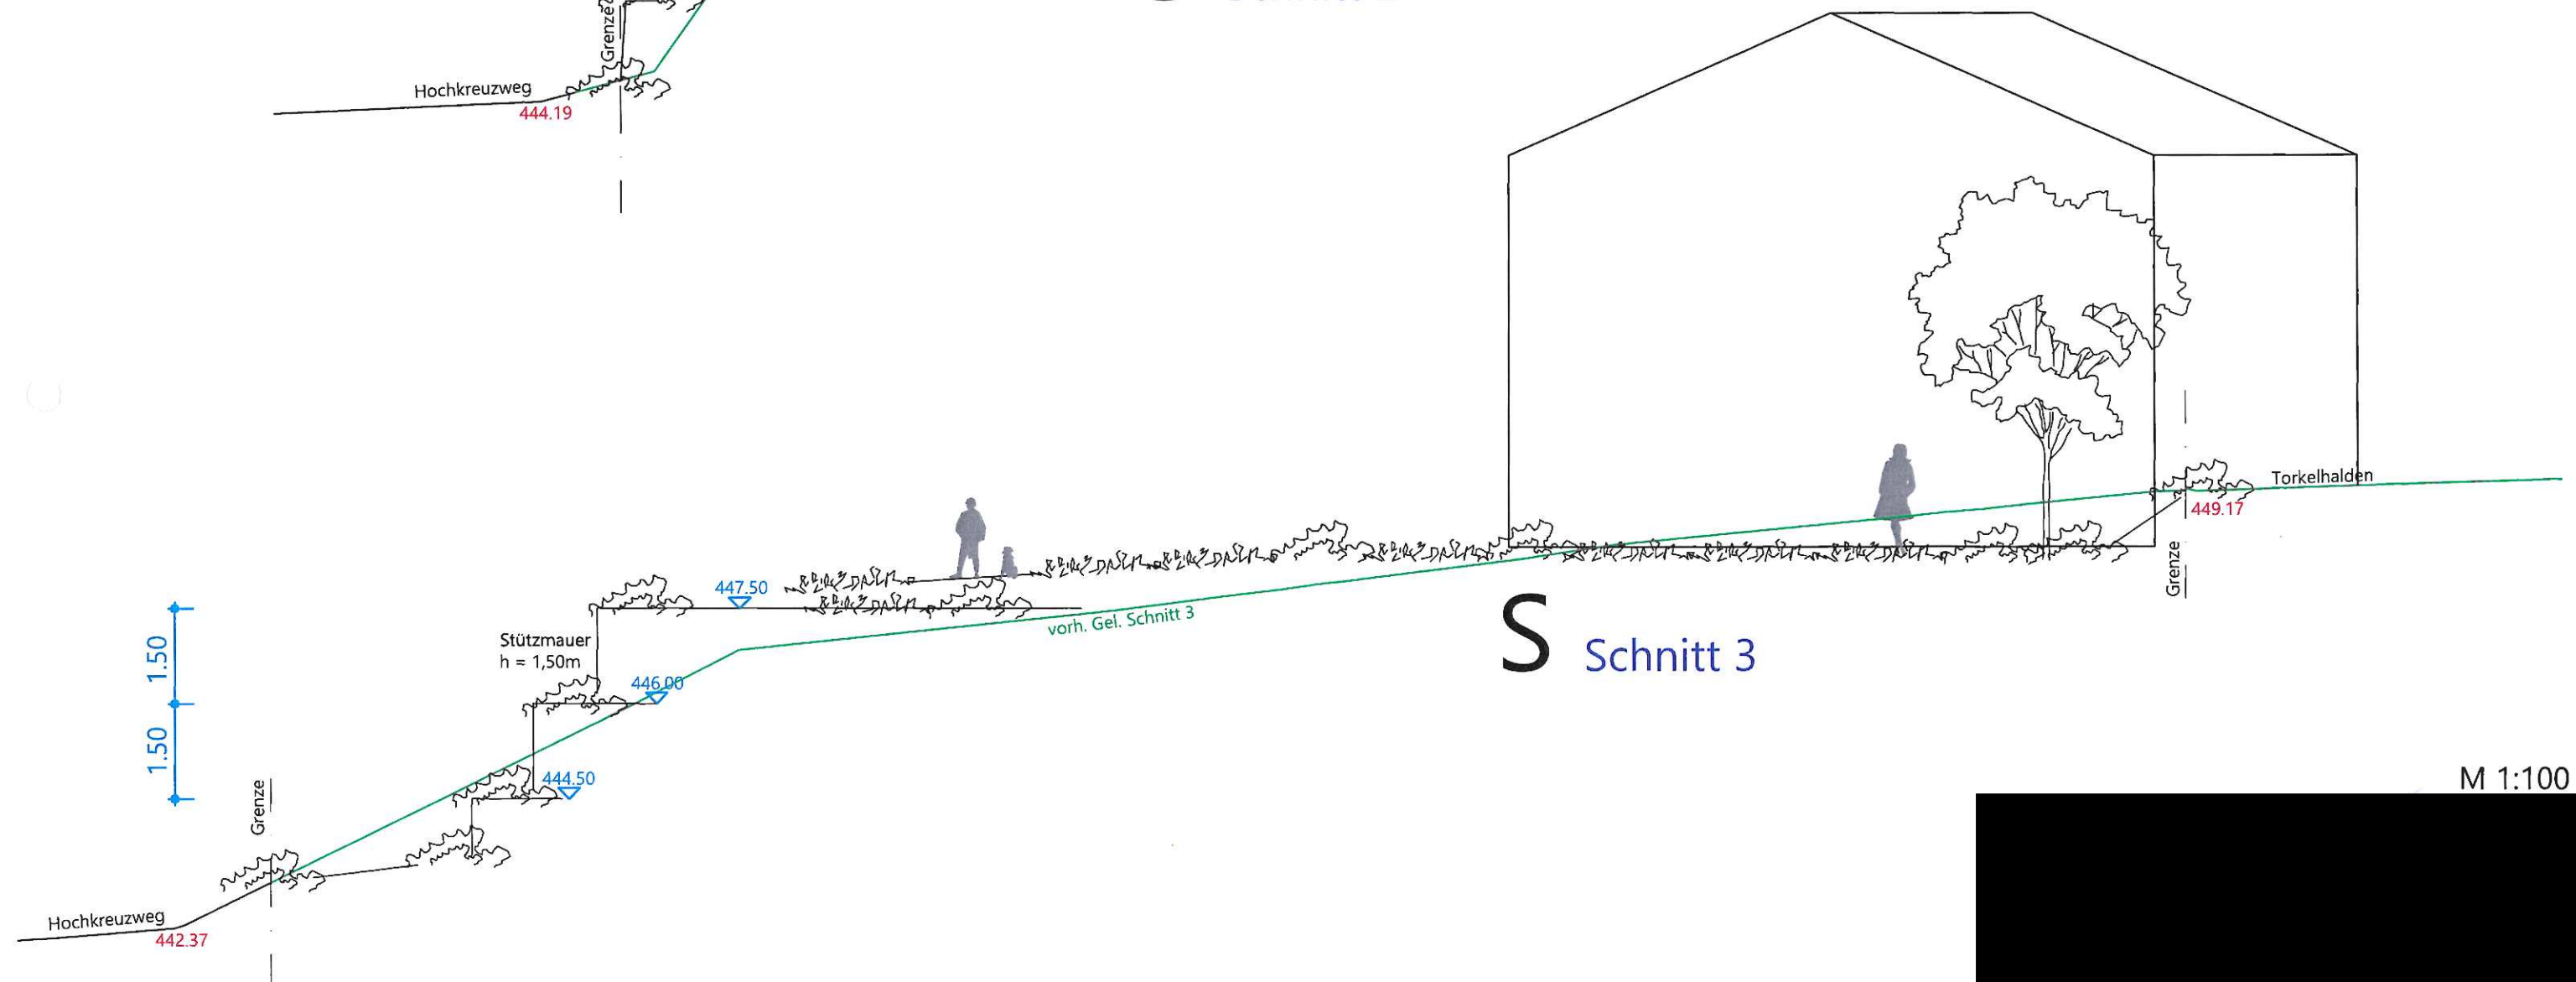 Grenze
Hochkreuzweg
444.19
Torkelhalden
449.17
Grenze
447.50
vorh. Gel. Schnitt 3
Stützmauer
h = 1,50m
S Schnitt 3
446.00
1.50
1.50
444.50
M 1:100
Grenze
Hochkreuzweg
442.37